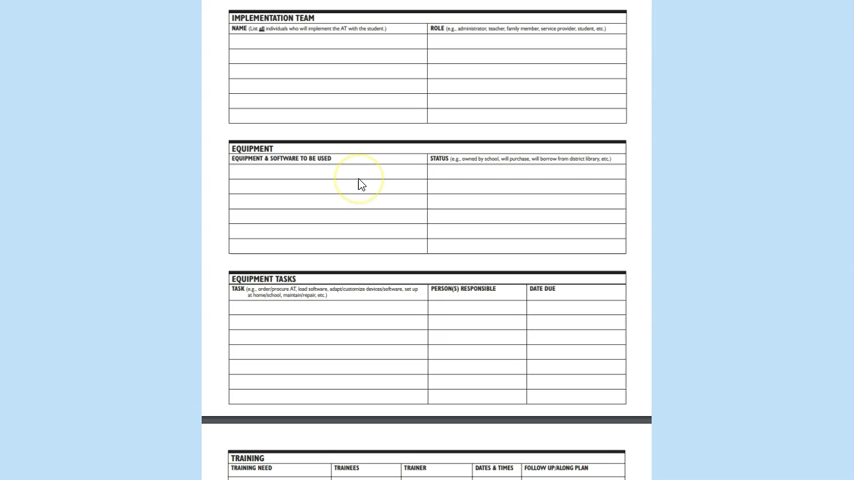 IMPLEMENTATION TEAM
NAME (List all individuals who will implement the AT with the student.) ROLE (e.g., administrator, teacher, family member, service provider, student, etc.)
EQUIPMENT
EQUIPMENT & SOFTWARE TO BE USED STATUS (e.g., owned by school, will purchase, will borrow from district library, etc.)
EQUIPMENT TASKS
TASK (e.g., order/procure AT, load software, adapt/customize devices/software, set up
at home/school, maintain/repair, etc.)
PERSON(S) RESPONSIBLE
DATE DUE
TRAINING
TRAINING NEED TRAINEES TRAINER DATES & TIMES FOLLOW UP/ALONG PLAN